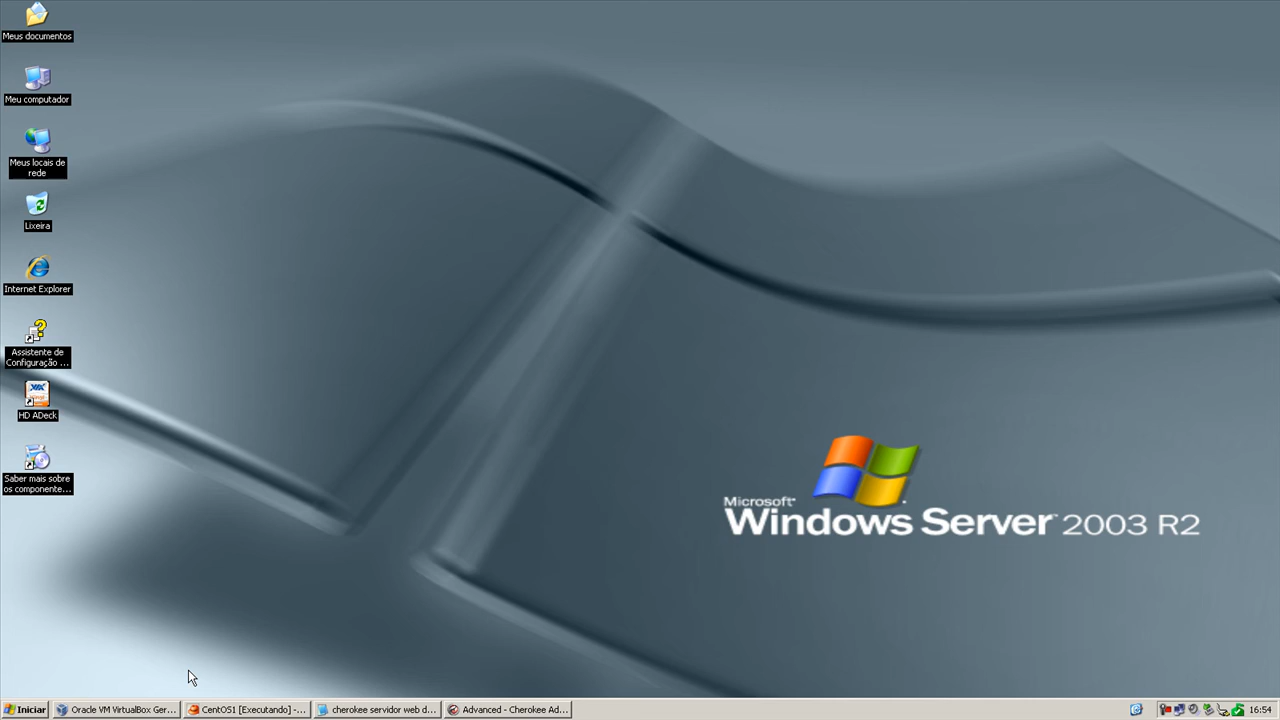 Meus documentos
Meu computador
Meus locais de
rede
Lixeira
Internet Explorer
Assistente de
Configuração ...
HD ADeck
Saber mais sobre
os componente...
Microsoft
Windows Server 2003 R2
Iniciar
Oracle VM VirtualBox Ger...
CentOS1 [Executando] -...
cherokee servidor web d...
Advanced - Cherokee Ad...
16:54